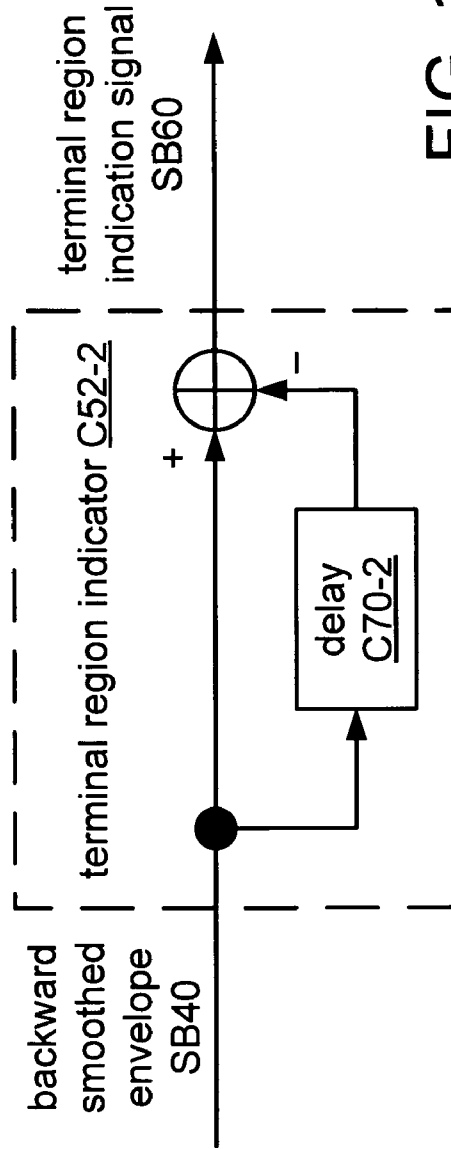 backward
smoothed
envelope
SB40
terminal region indicator C52-2
+
−
delay
C70-2
terminal region
indication signal
SB60
FIG.